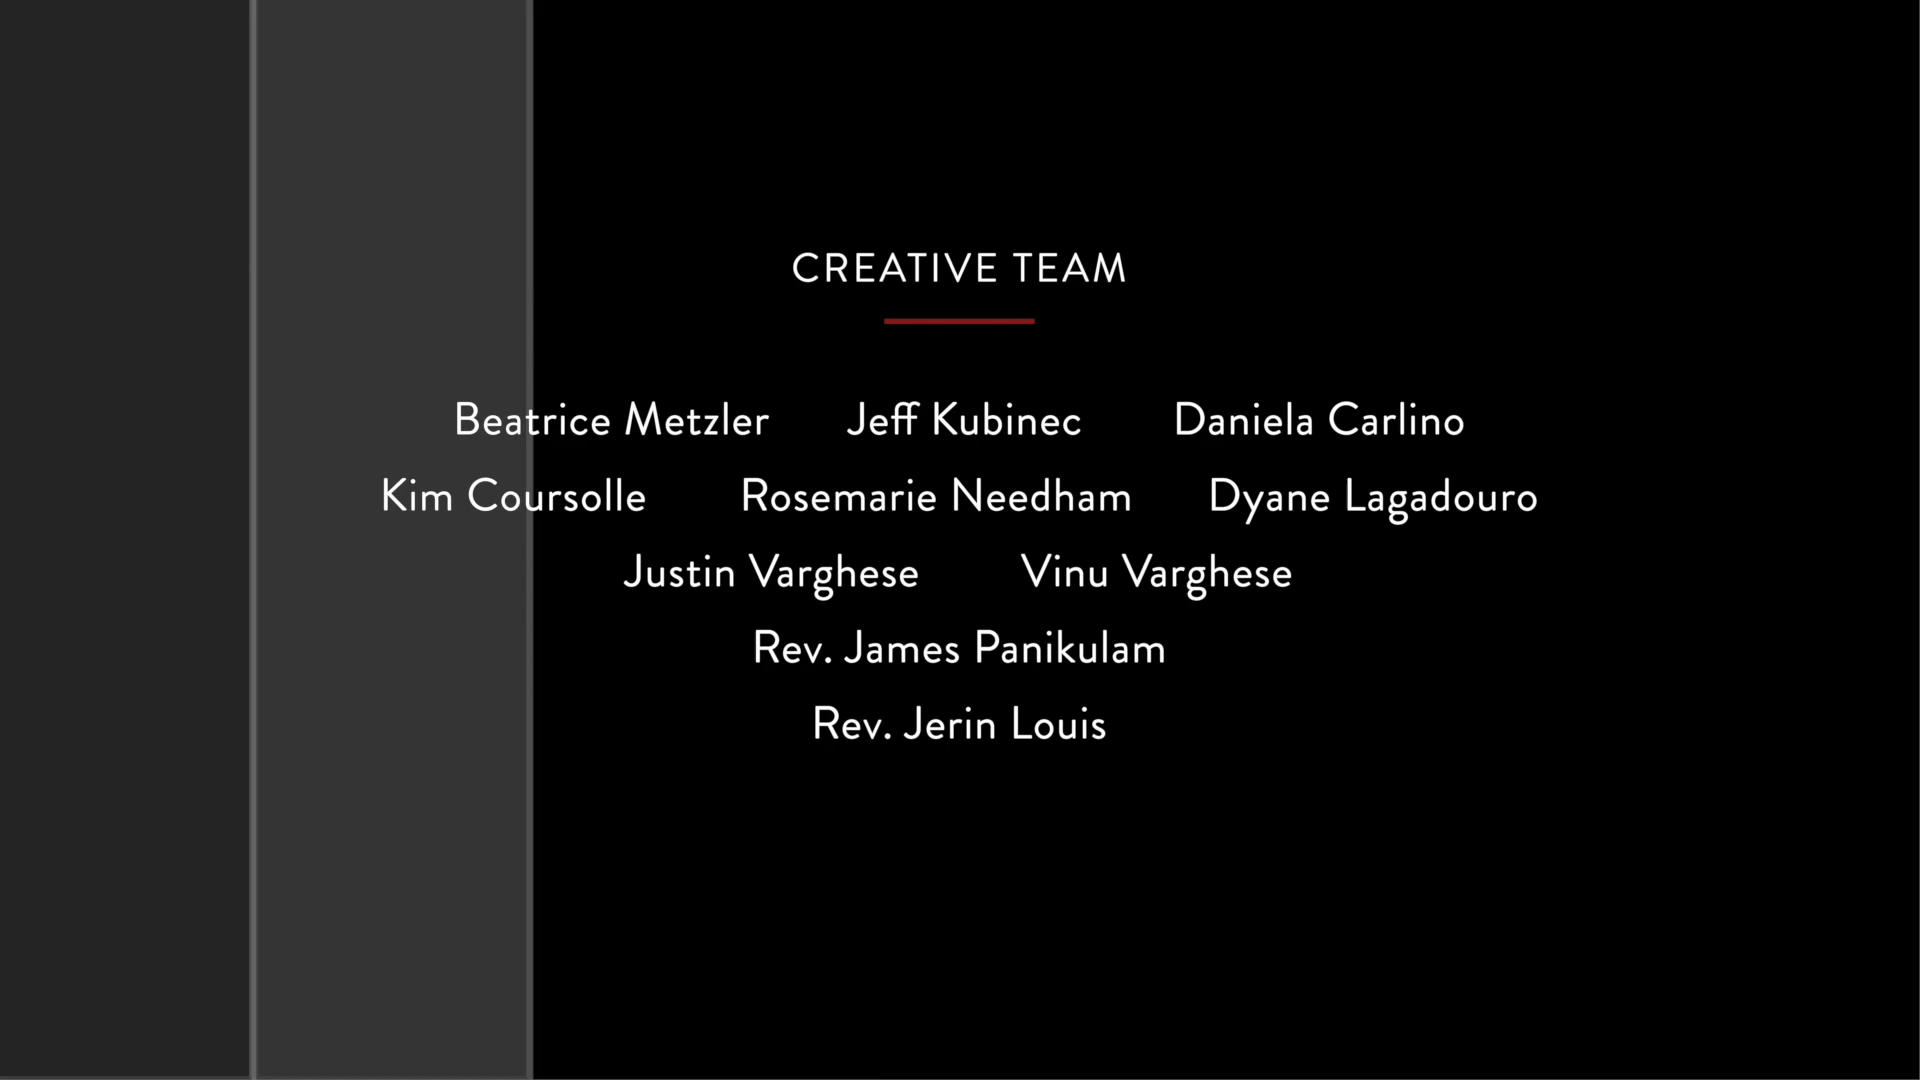 CREATIVE TEAM
Beatrice Metzler Jeff Kubinec Daniela Carlino
Kim Coursolle Rosemarie Needham Dyane Lagadouro
Justin Varghese Vinu Varghese
Rev. James Panikulam
Rev. Jerin Louis